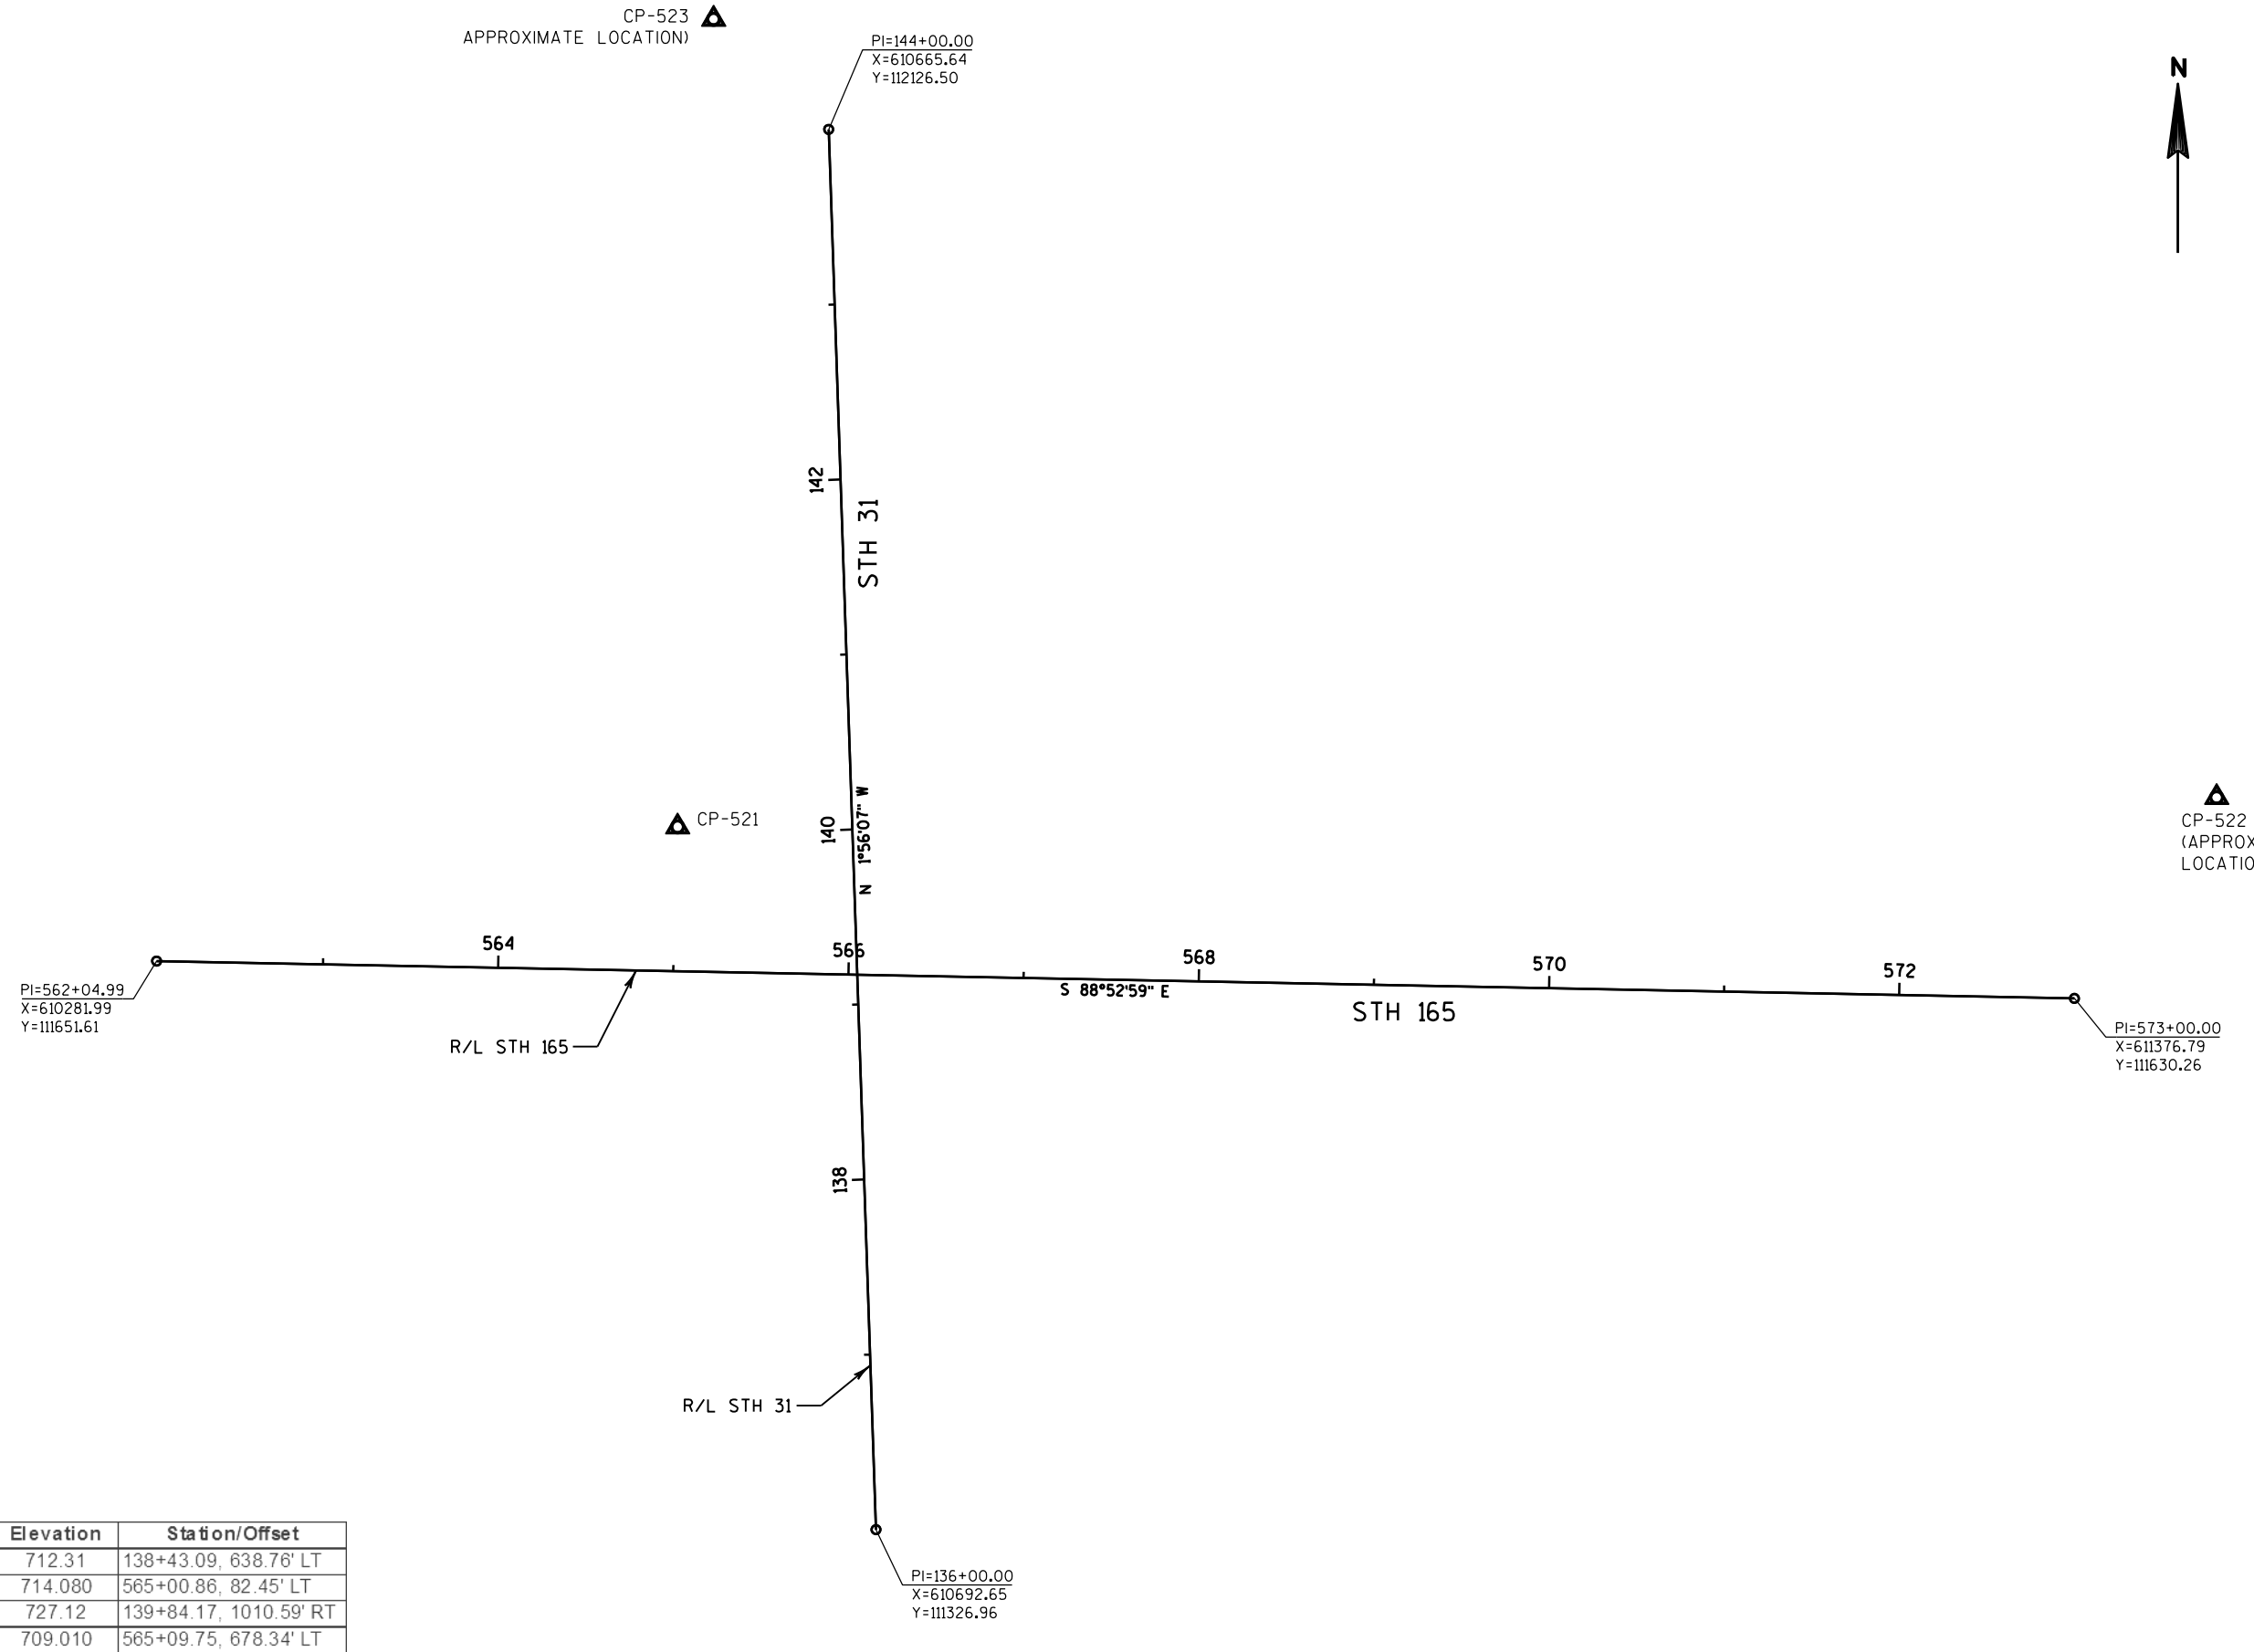 CP-523
APPROXIMATE LOCATION)
PI=144+00.00
X=610665.64
Y=112126.50
N
142
STH 31
CP-521
140
N 1°56'07" W
CP-522
(APPROX
LOCATIO
564
566
568
570
572
S 88°52'59" E
STH 165
PI=562+04.99
X=610281.99
Y=111651.61
R/L STH 165
PI=573+00.00
X=611376.79
Y=111630.26
138
R/L STH 31
PI=136+00.00
X=610692.65
Y=111326.96
Elevation Station/Offset
712.31 138+43.09, 638.76' LT
714.080 565+00.86, 82.45' LT
727.12 139+84.17, 1010.59' RT
709.010 565+09.75, 678.34' LT